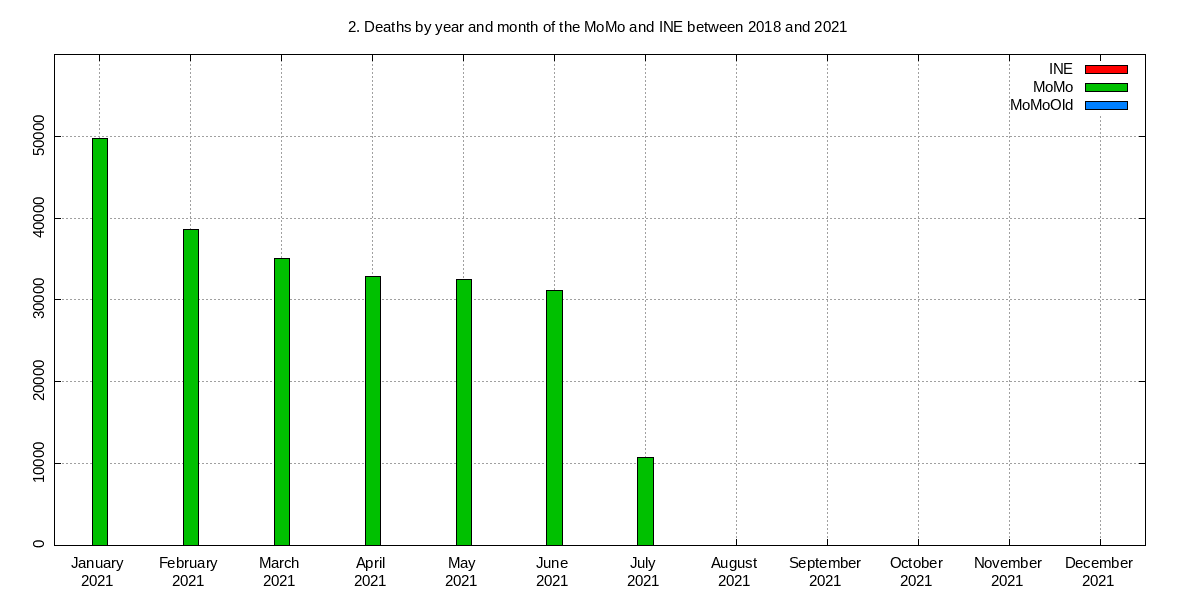 2. Deaths by year and month of the MoMo and INE between 2018 and 2021
INE
MoMo
MoMoOld
50000
40000
30000
20000
10000
0
January February March April May June July August September October November December
2021 2021 2021 2021 2021 2021 2021 2021 2021 2021 2021 2021